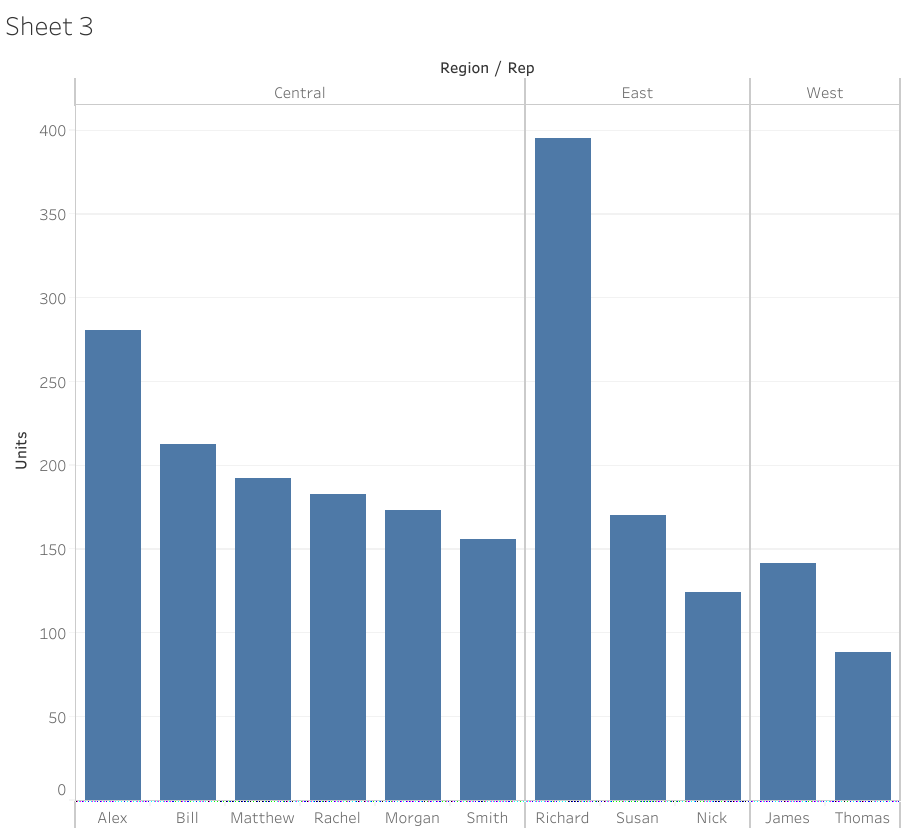 Sheet 3
Region / Rep
Central East West
400
350
300
250
200
150
100
50
0
Units
Alex Bill Matthew Rachel Morgan Smith Richard Susan Nick James Thomas